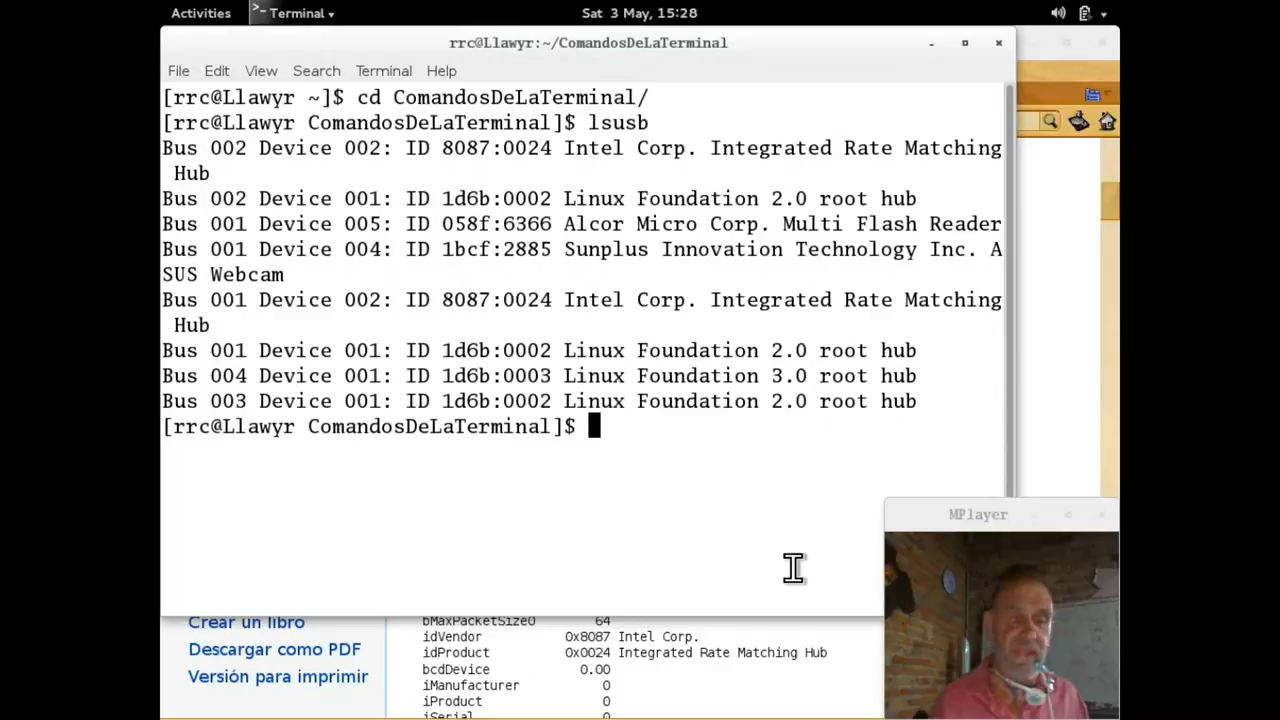 Activities Terminal Sat 3 May, 15:28
rrc@Llawyr:~/ComandosDeLaTerminal
File Edit View Search Terminal Help
[rrc@Llawyr ~]$ cd ComandosDeLaTerminal/
[rrc@Llawyr ComandosDeLaTerminal]$ lsusb
Bus 002 Device 002: ID 8087:0024 Intel Corp. Integrated Rate Matching
Hub
Bus 002 Device 001: ID 1d6b:0002 Linux Foundation 2.0 root hub
Bus 001 Device 005: ID 058f:6366 Alcor Micro Corp. Multi Flash Reader
Bus 001 Device 004: ID 1bcf:2885 Sunplus Innovation Technology Inc. A
SUS Webcam
Bus 001 Device 002: ID 8087:0024 Intel Corp. Integrated Rate Matching
Hub
Bus 001 Device 001: ID 1d6b:0002 Linux Foundation 2.0 root hub
Bus 004 Device 001: ID 1d6b:0003 Linux Foundation 3.0 root hub
Bus 003 Device 001: ID 1d6b:0002 Linux Foundation 2.0 root hub
[rrc@Llawyr ComandosDeLaTerminal]$
MPlayer
Crear un libro
Descargar como PDF
Versión para imprimir
bMaxPacketSize0 64
idVendor 0x8087 Intel Corp.
idProduct 0x0024 Integrated Rate Matching Hub
bcdDevice 0.00
iManufacturer 0
iProduct 0
iSerial 0